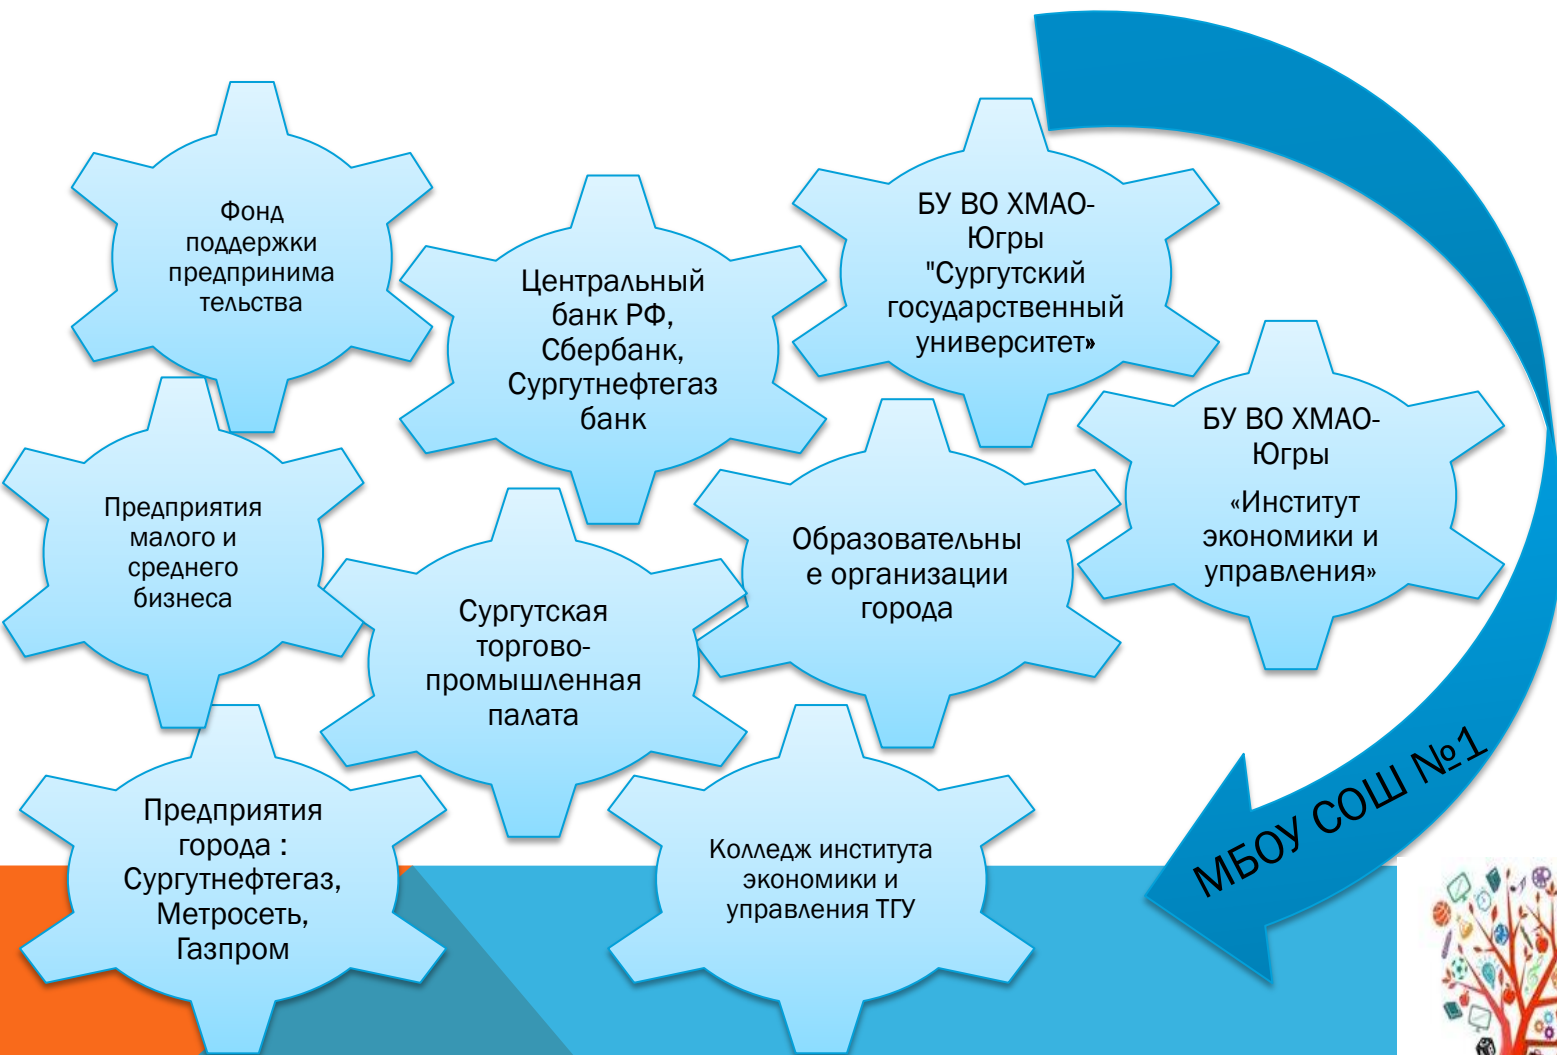 Фонд
поддержки
предпринима
тельства
Центральный
банк РФ,
Сбербанк,
Сургутнефтегаз
банк
БУ ВО ХМАО-
Югры
"Сургутский
государственный
университет»
БУ ВО ХМАО-
Югры
«Институт
экономики и
управления»
Предприятия
малого и
среднего
бизнеса
Сургутская
торгово-
промышленная
палата
Образовательны
е организации
города
Предприятия
города :
Сургутнефтегаз,
Метросеть,
Газпром
Колледж института
экономики и
управления ТГУ
МБОУ СОШ №1